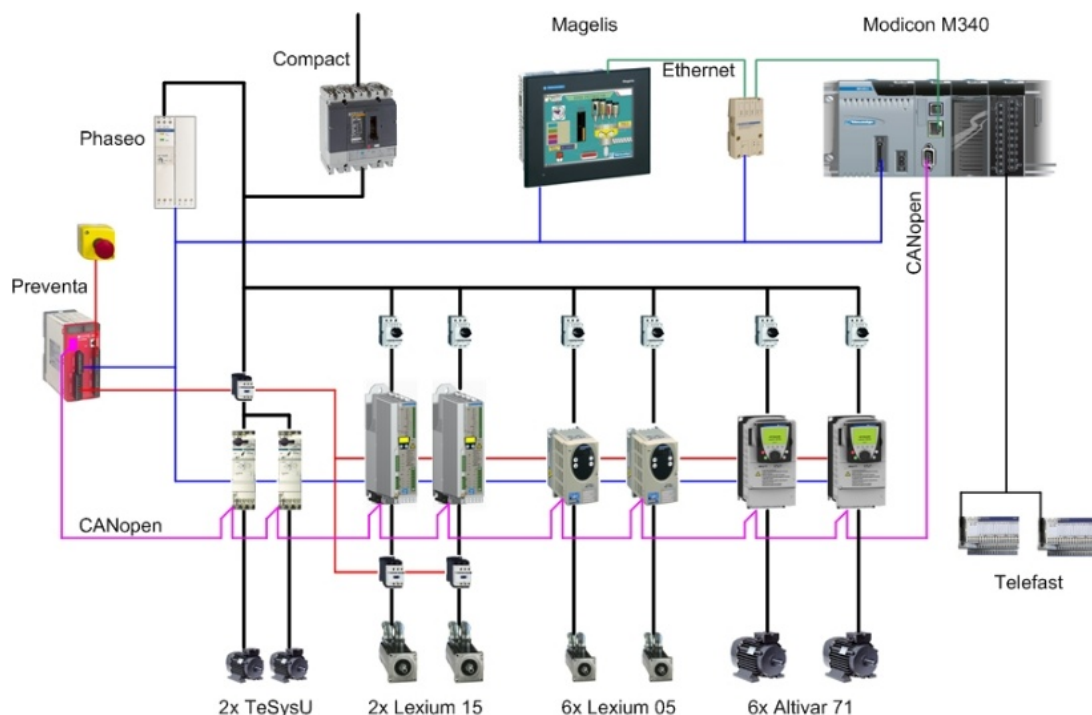 Magelis
Modicon M340
Compact
Ethernet
Phaseo
CANopen
Preventa
CANopen
Telefast
2x TeSysU
2x Lexium 15
6x Lexium 05
6x Altivar 71